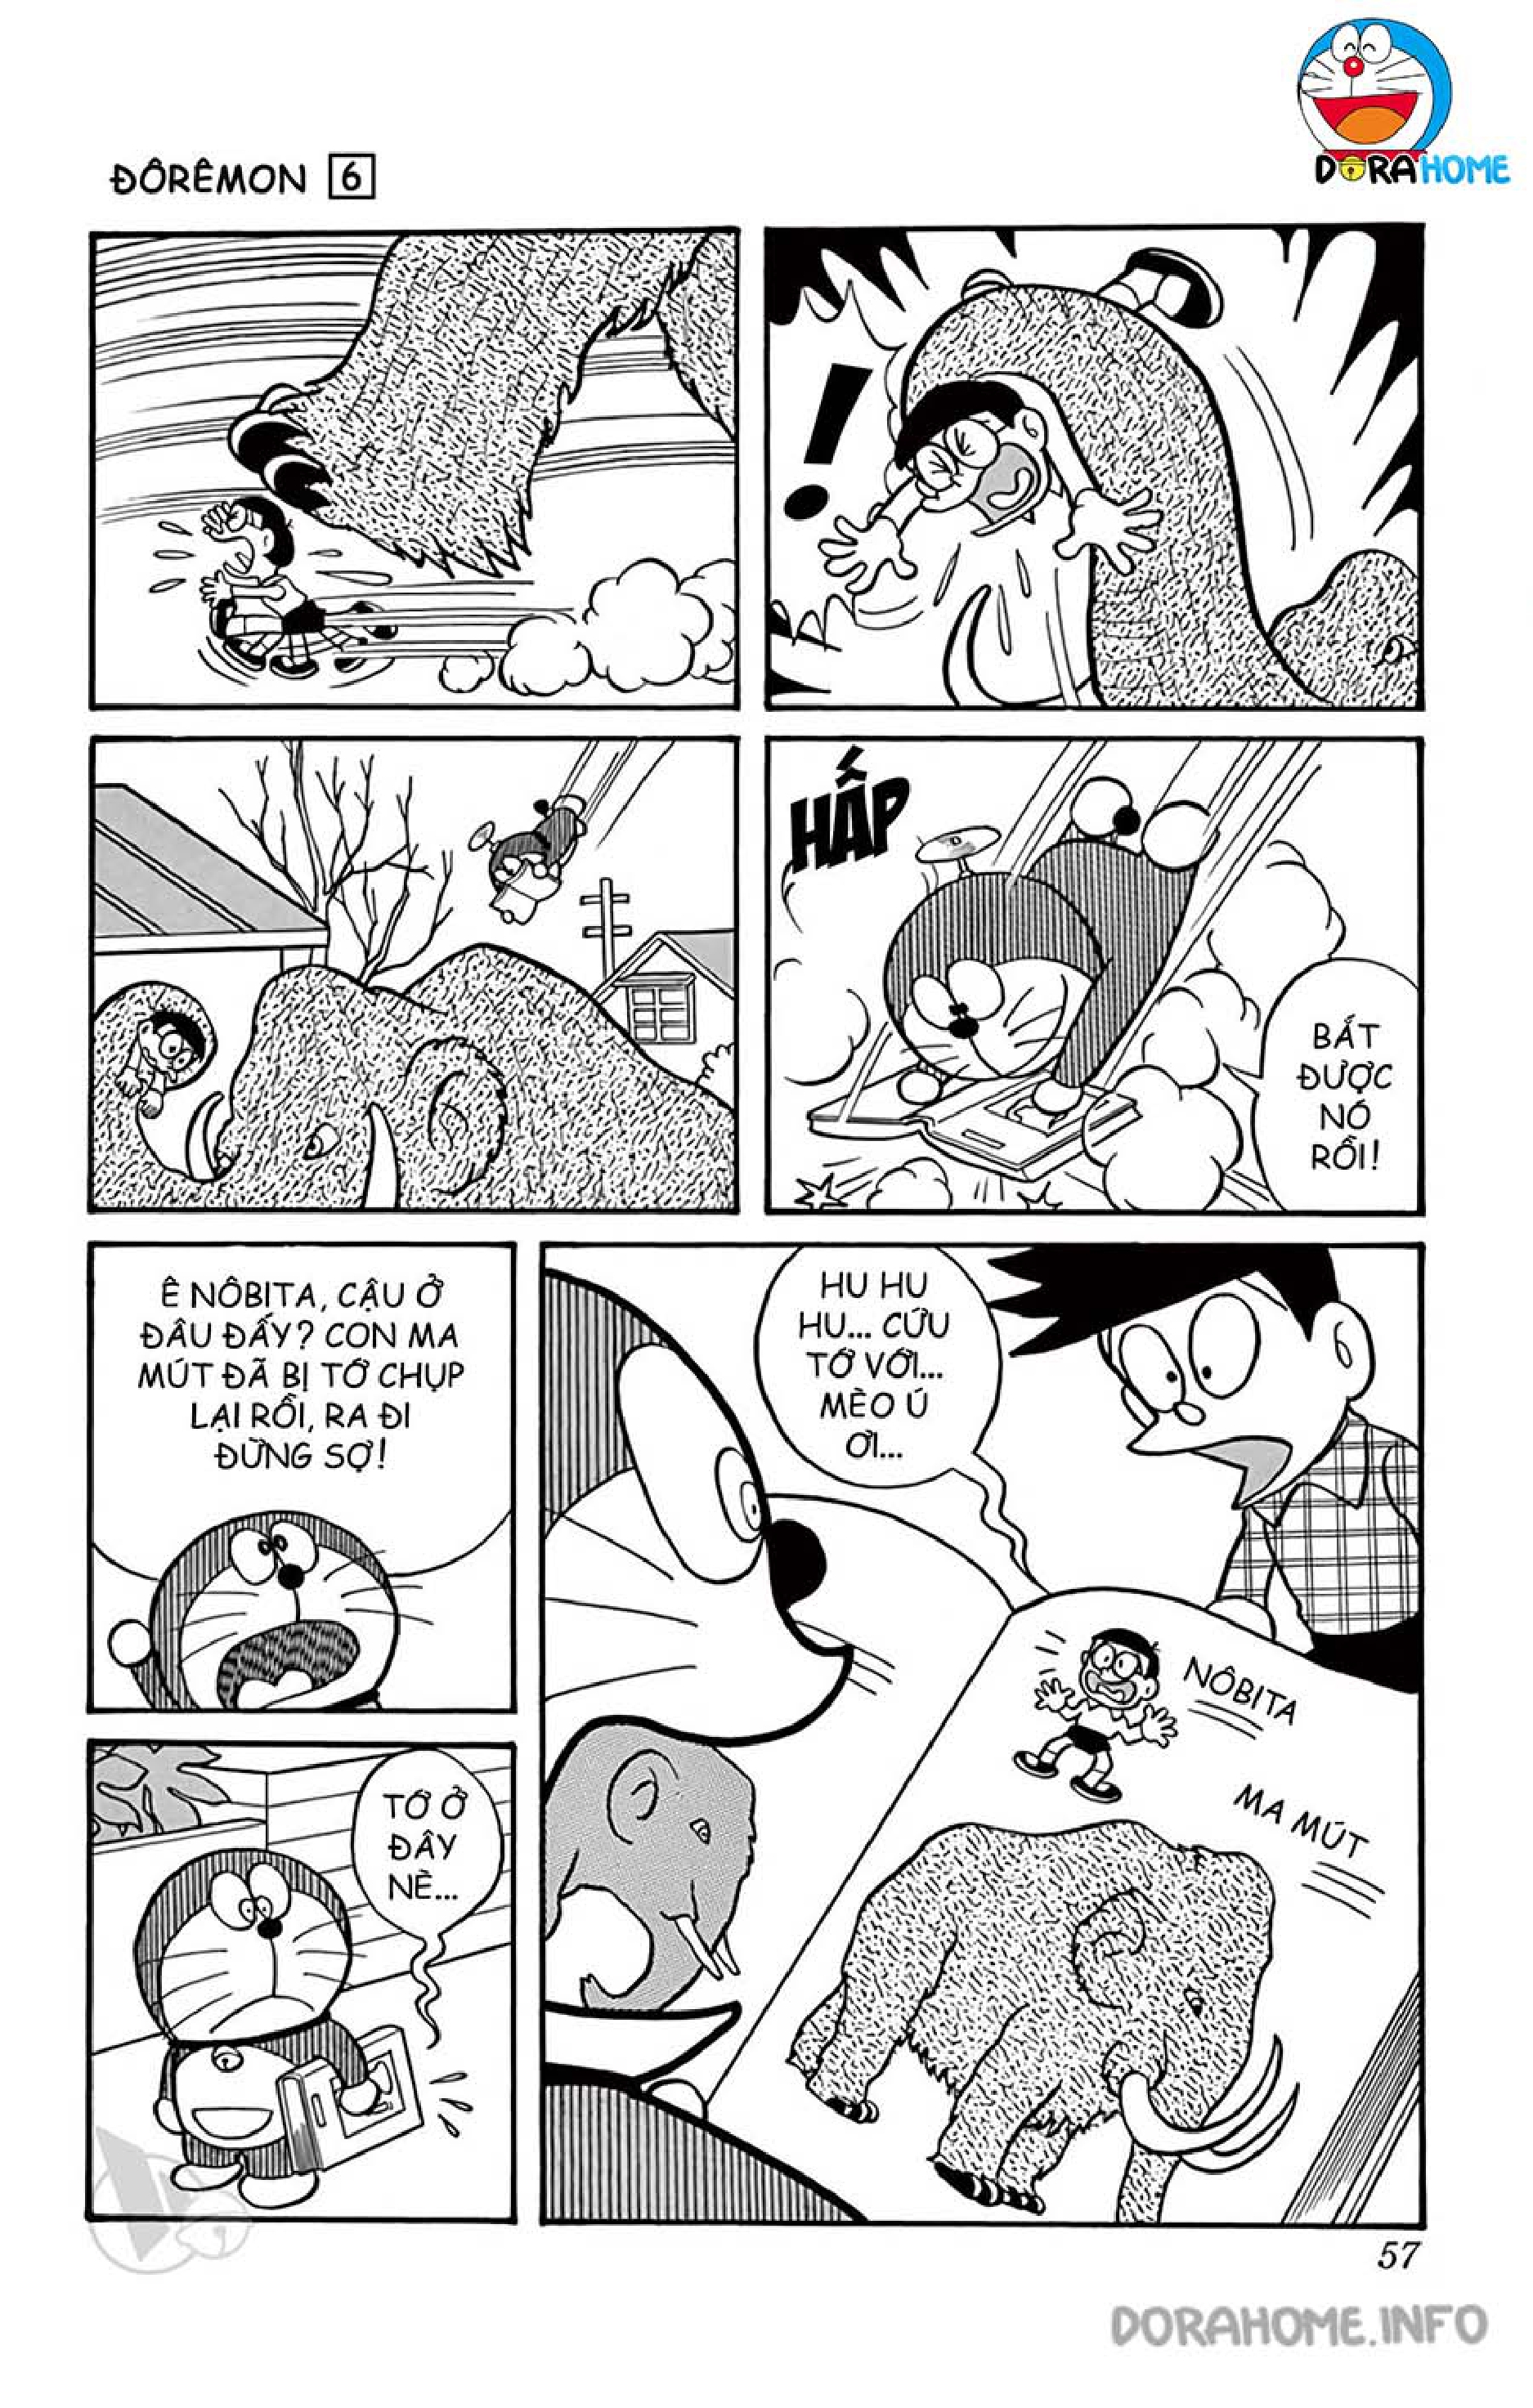 DORAHOME
ĐÔRÊMON 6
!
HẤP
BẮT
ĐƯỢC
NÓ
RỒI!
Ê NÔBITA, CẬU Ở
ĐÂU ĐẤY? CON MA
MÚT ĐÃ BỊ TỚ CHỤP
LẠI RỒI, RA ĐI
ĐỪNG SỢ!
TỚ Ở
ĐÂY
NÈ...
HU HU
HU... CỨU
TỚ VỚI...
MÈO Ú
ƠI...
NÔBITA
MA MÚT
57
DORAHOME.INFO